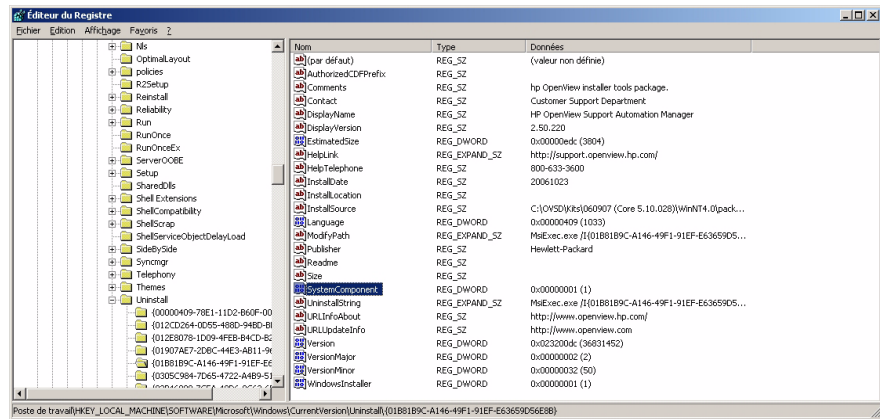 Éditeur du Registre
Fichier Edition Affichage Favoris ?
Nls
OptimalLayout
policies
R2Setup
Reinstall
Reliability
Run
RunOnce
RunOnceEx
ServerOOBE
Setup
SharedDlls
Shell Extensions
ShellCompatibility
ShellScrap
ShellServiceObjectDelayLoad
SideBySide
Syncmgr
Telephony
Themes
Uninstall
{00000409-78E1-11D2-B60F-00
{012CD264-0D55-488D-94BD-B
{012E8078-1D09-4FEB-B4CD-B2
{01907AE7-2DBC-44E3-AB11-9
{01B81B9C-A146-49F1-91EF-E6
{0305C984-7D65-4722-A4B9-51
Nom Type Données
(par défaut) REG_SZ (valeur non définie)
AuthorizedCDFPrefix REG_SZ
Comments REG_SZ hp OpenView installer tools package.
Contact REG_SZ Customer Support Department
DisplayName REG_SZ HP OpenView Support Automation Manager
DisplayVersion REG_SZ 2.50.220
EstimatedSize REG_DWORD 0x00000edc (3804)
HelpLink REG_EXPAND_SZ http://support.openview.hp.com/
HelpTelephone REG_SZ 800-633-3600
InstallDate REG_SZ 20061023
InstallLocation REG_SZ
InstallSource REG_SZ C:\OVSD\Kits\060907 (Core 5.10.028)\WinNT4.0\pack...
Language REG_DWORD 0x00000409 (1033)
ModifyPath REG_EXPAND_SZ MsiExec.exe /I{01B81B9C-A146-49F1-91EF-E63659D5...
Publisher REG_SZ Hewlett-Packard
Readme REG_SZ
Size REG_SZ
SystemComponent REG_DWORD 0x00000001 (1)
UninstallString REG_EXPAND_SZ MsiExec.exe /I{01B81B9C-A146-49F1-91EF-E63659D5...
URLInfoAbout REG_SZ http://www.openview.hp.com/
URLUpdateInfo REG_SZ http://www.openview.com
Version REG_DWORD 0x023200dc (36831452)
VersionMajor REG_DWORD 0x00000002 (2)
VersionMinor REG_DWORD 0x00000032 (50)
WindowsInstaller REG_DWORD 0x00000001 (1)
Poste de travail\HKEY_LOCAL_MACHINE\SOFTWARE\Microsoft\Windows\CurrentVersion\Uninstall\{01B81B9C-A146-49F1-91EF-E63659D56E8B}